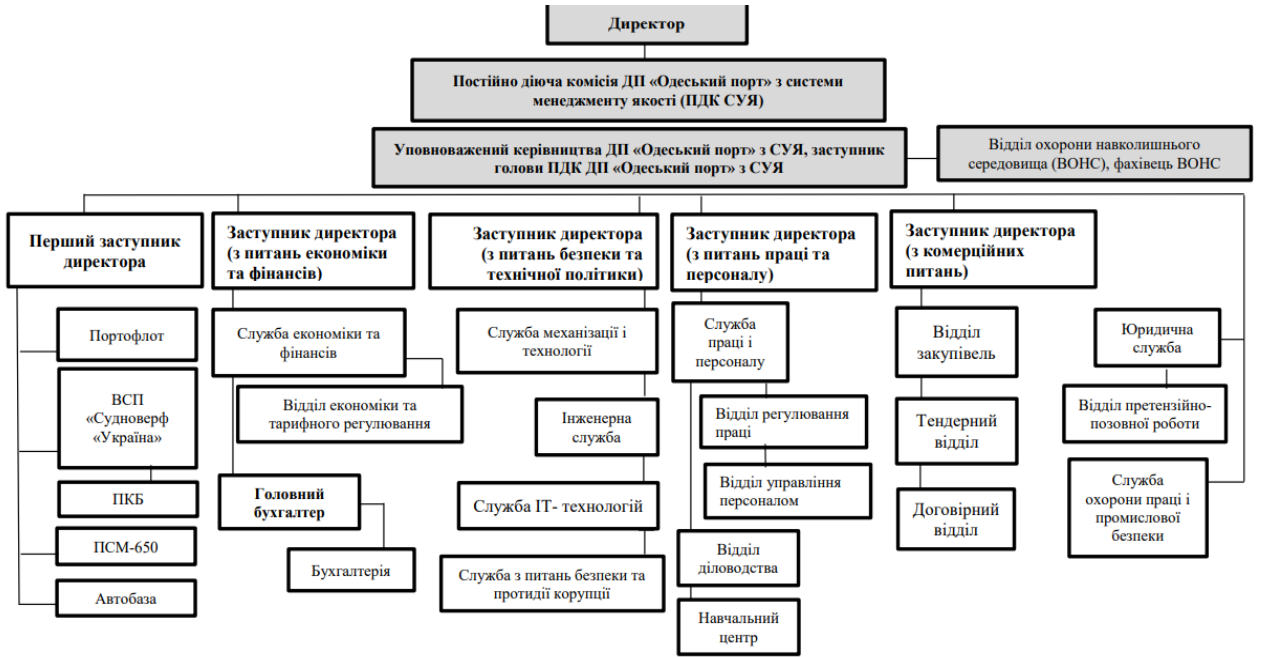 Директор
Постійно діюча комісія ДП «Одеський порт» з системи
менеджменту якості (ПДК СУЯ)
Уповноважений керівництва ДП «Одеський порт» з СУЯ, заступник
голови ПДК ДП «Одеський порт» з СУЯ
Відділ охорони навколишнього
середовища (ВОНС), фахівець ВОНС
Перший заступник
директора
Портофлот
ВСП
«Судноверф
«Україна»
ПКБ
ПСМ-650
Автобаза
Заступник директора
(з питань економіки
та фінансів)
Служба економіки та
фінансів
Відділ економіки та
тарифного регулювання
Головний
бухгалтер
Бухгалтерія
Заступник директора
(з питань безпеки та
технічної політики)
Служба механізації і
технології
Інженерна
служба
Служба ІТ- технологій
Служба з питань безпеки та
протидії корупції
Заступник директора
(з питань праці та
персоналу)
Служба
праці і
персоналу
Відділ регулювання
праці
Відділ управління
персоналом
Відділ
діловодства
Навчальний
центр
Заступник директора
(з комерційних
питань)
Відділ
закупівель
Тендерний
відділ
Договірний
відділ
Юридична
служба
Відділ претензійно-
позовної роботи
Служба
охорони праці і
промислової
безпеки